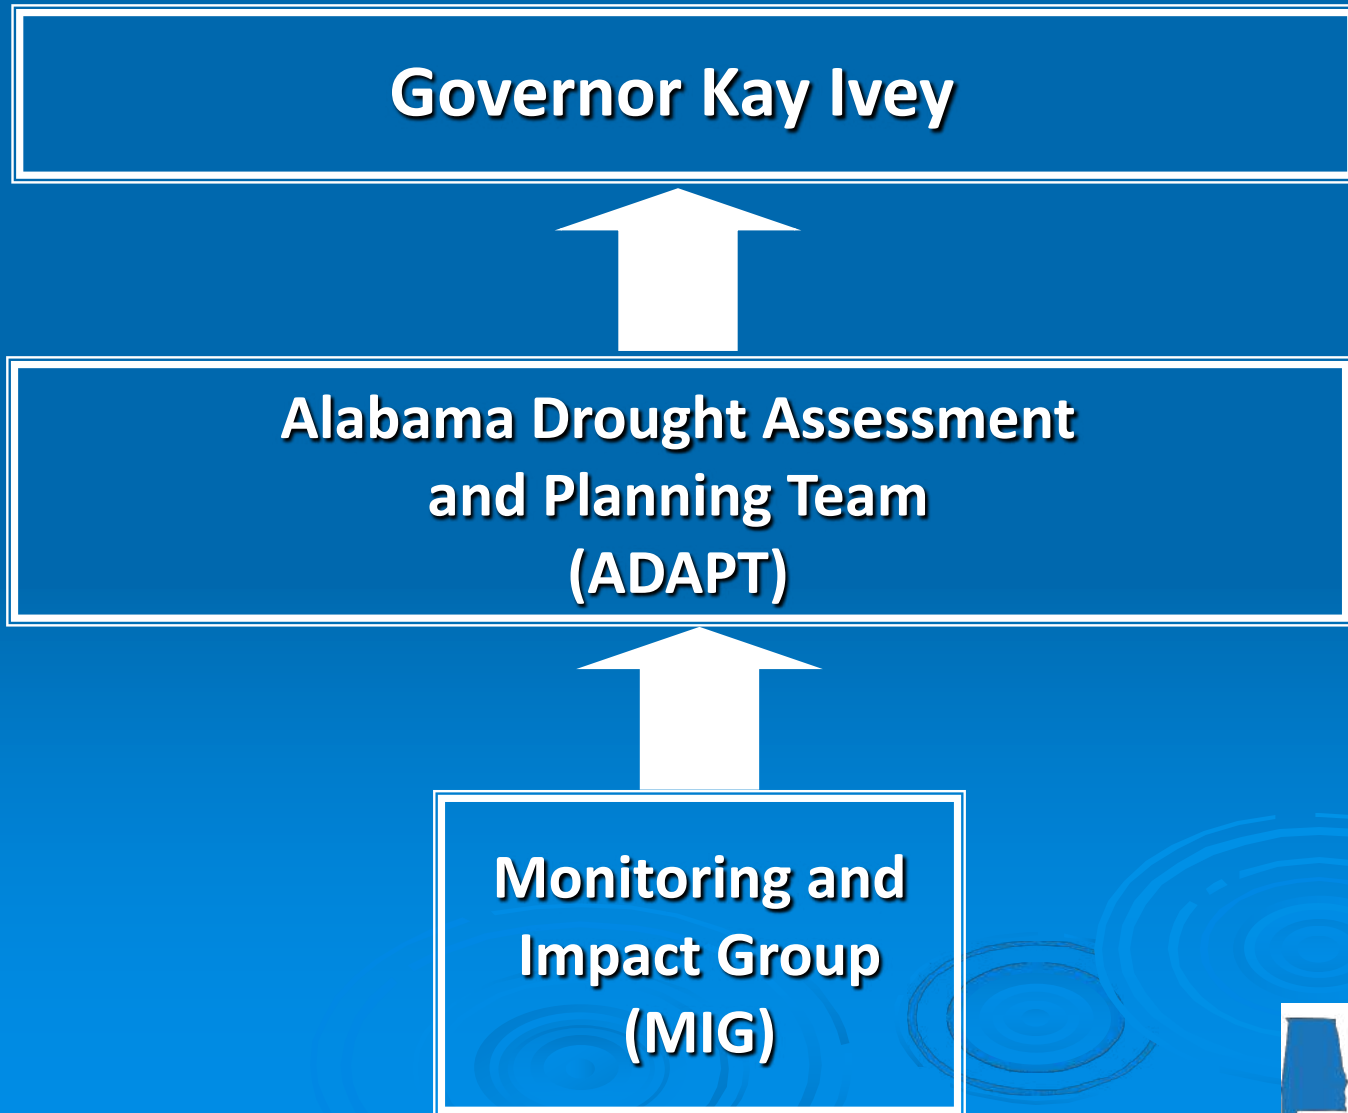 Governor Kay Ivey
Alabama Drought Assessment
and Planning Team
(ADAPT)
Monitoring and
Impact Group
(MIG)